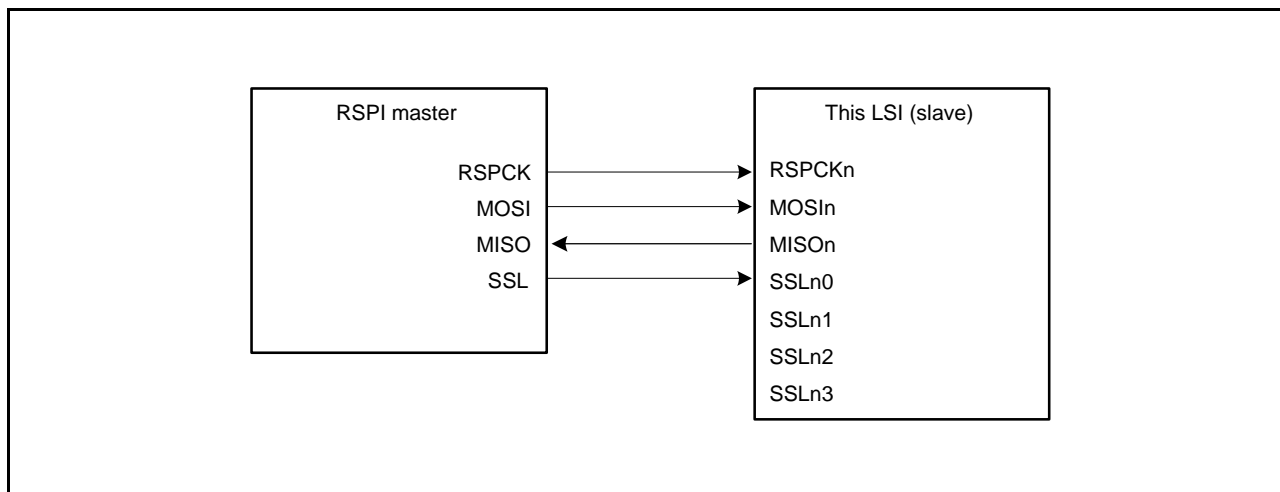 RSPI master
RSPCK
MOSI
MISO
SSL
This LSI (slave)
RSPCKn
MOSIn
MISOn
SSLn0
SSLn1
SSLn2
SSLn3